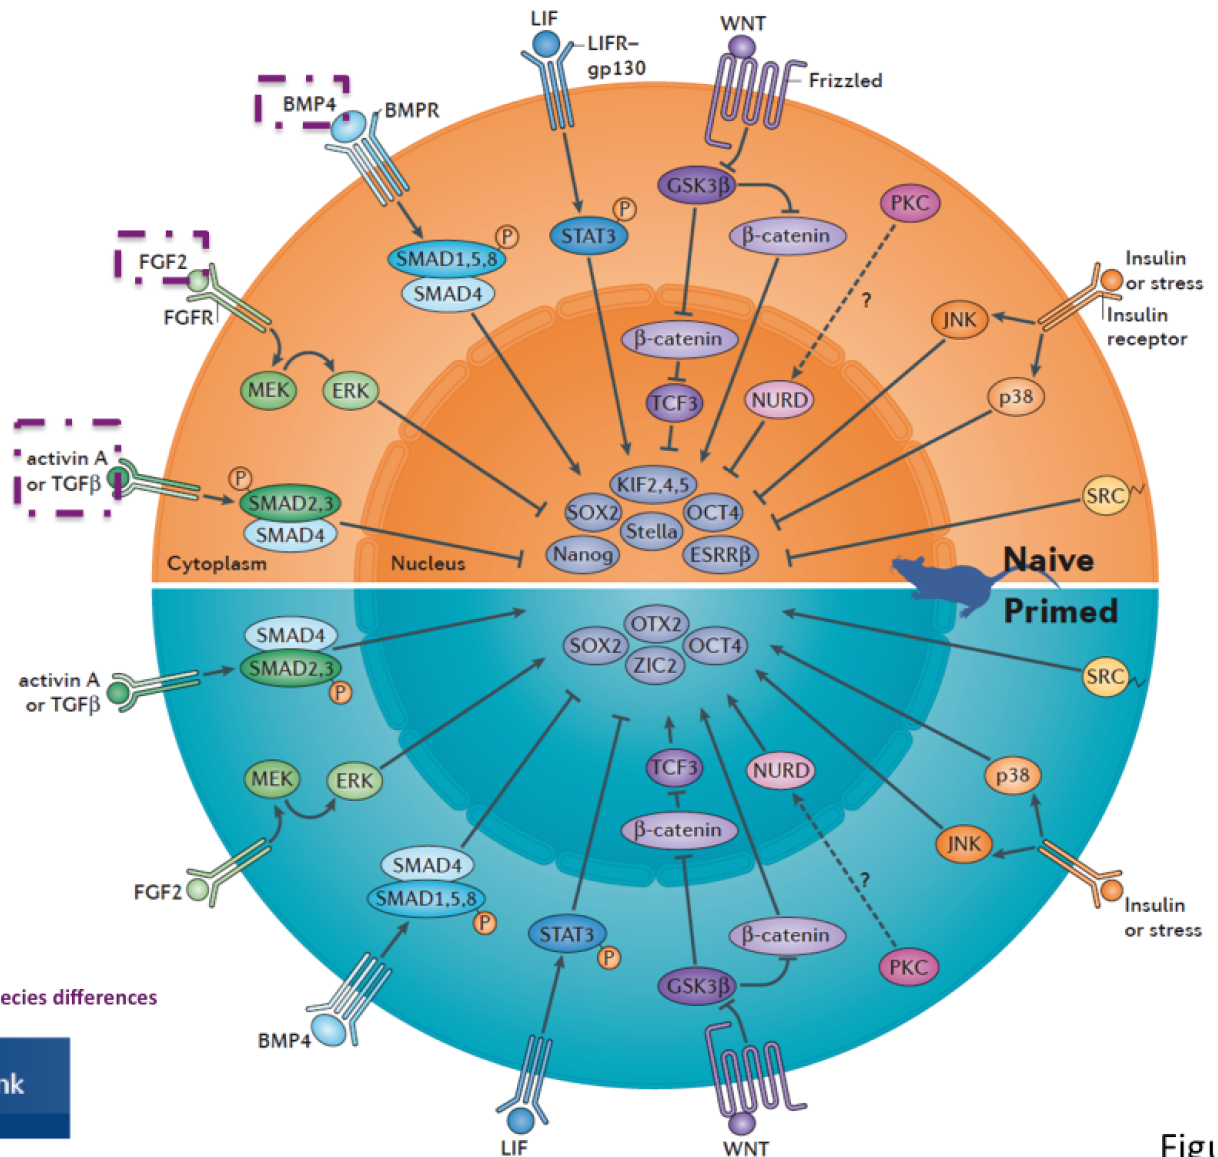 LIF
WNT
LIFR–
gp130
Frizzled
BMP4
BMPR
GSK3β
PKC
P
STAT3
β-catenin
P
SMAD1,5,8
SMAD4
FGF2
FGFR
Insulin
or stress
Insulin
receptor
?
JNK
β-catenin
MEK
ERK
TCF3
NURD
p38
activin A
or TGFβ
P
SMAD2,3
SMAD4
KlF2,4,5
SOX2
OCT4
Stella
Nanog
ESRRβ
SRC
Cytoplasm
Nucleus
Naive
Primed
SMAD4
SMAD2,3
P
activin A
or TGFβ
OTX2
SOX2
OCT4
ZIC2
SRC
MEK
ERK
TCF3
NURD
p38
β-catenin
JNK
FGF2
SMAD4
SMAD1,5,8
P
?
Insulin
or stress
STAT3
P
β-catenin
PKC
GSK3β
ecies differences
BMP4
nk
LIF
WNT
Figu